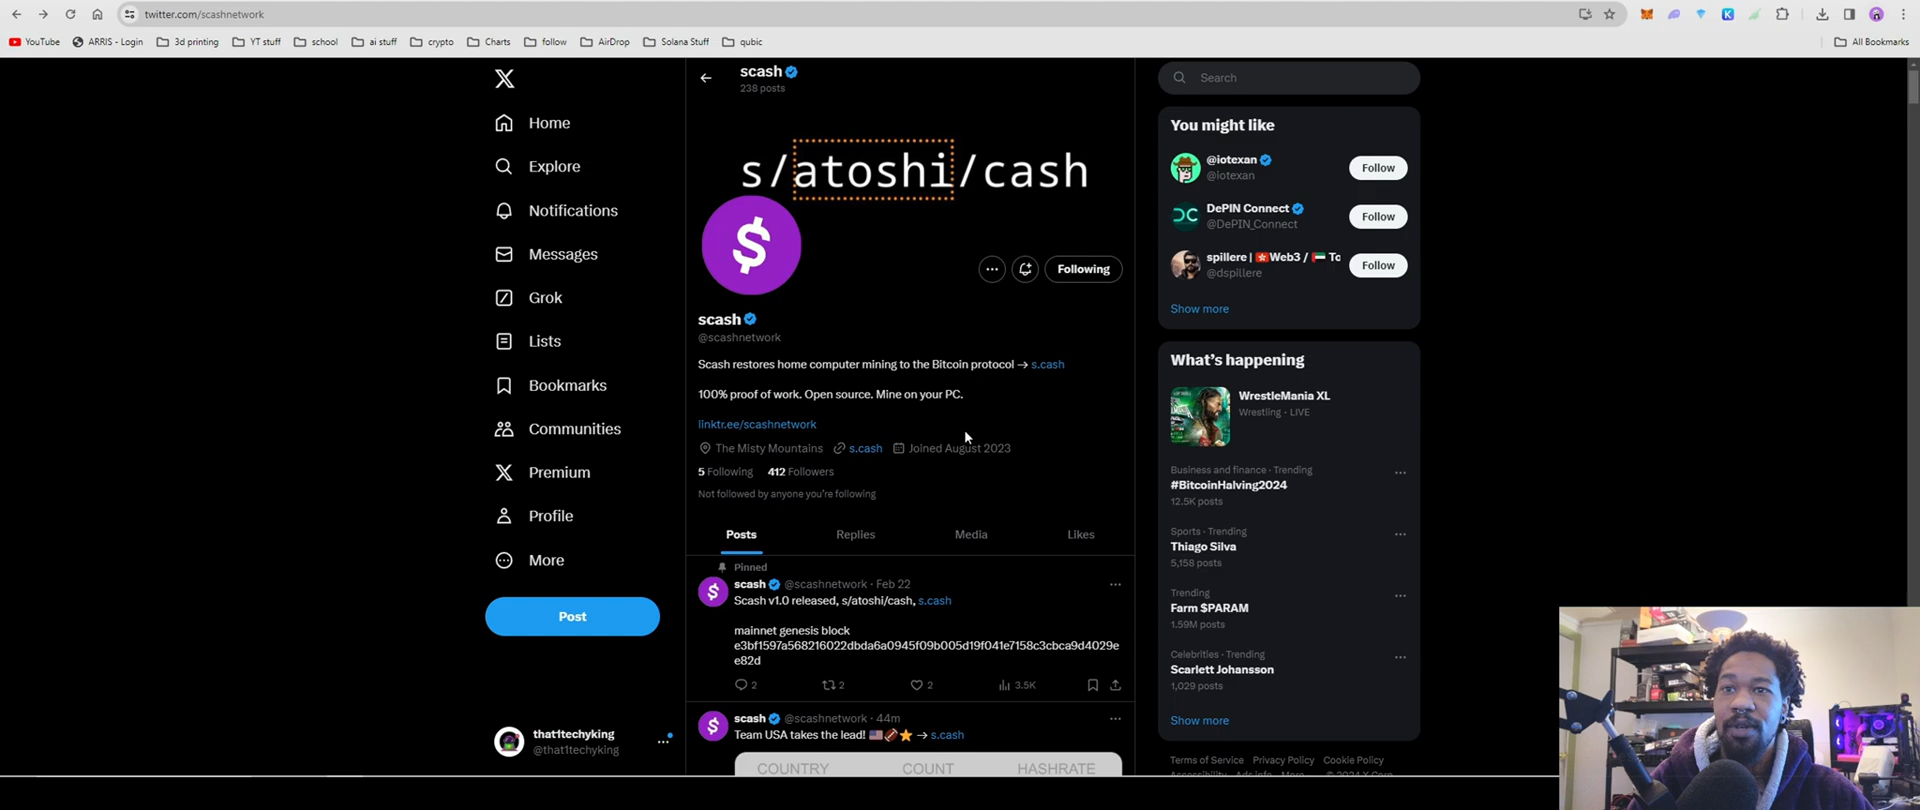 twitter.com/scashnetwork
YouTube
ARRIS - Login
3d printing
YT stuff
school
ai stuff
crypto
Charts
follow
AirDrop
Solana Stuff
qubic
All Bookmarks
Home
Explore
Notifications
Messages
Grok
Lists
Bookmarks
Communities
Premium
Profile
More
Post
that1techyking
@that1techyking
scash
238 posts
s/atoshi/cash
$
Following
scash
@scashnetwork
Scash restores home computer mining to the Bitcoin protocol → s.cash
100% proof of work. Open source. Mine on your PC.
linktr.ee/scashnetwork
The Misty Mountains s.cash Joined August 2023
5 Following 412 Followers
Not followed by anyone you're following
Posts Replies Media Likes
Pinned
scash @scashnetwork · Feb 22
Scash v1.0 released, s/atoshi/cash, s.cash
mainnet genesis block
e3bf1597a568216022dbda6a0945f09b005d19f041e7158c3cbca9d4029e
e82d
2 2 2 3.5K
scash @scashnetwork · 44m
Team USA takes the lead! 🇺🇸🏈⭐ → s.cash
COUNTRY COUNT HASHRATE
Search
You might like
@iotexan
@iotexan
Follow
DePIN Connect
@DePIN_Connect
Follow
spillere | 🇭🇰Web3 / 🇦🇪 To
@dspillere
Follow
Show more
What's happening
WrestleMania XL
Wrestling · LIVE
Business and finance · Trending
#BitcoinHalving2024
12.5K posts
Sports · Trending
Thiago Silva
5,158 posts
Trending
Farm $PARAM
1.59M posts
Celebrities · Trending
Scarlett Johansson
1,029 posts
Show more
Terms of Service Privacy Policy Cookie Policy
Accessibility Ads info More © 2024 X Corp.